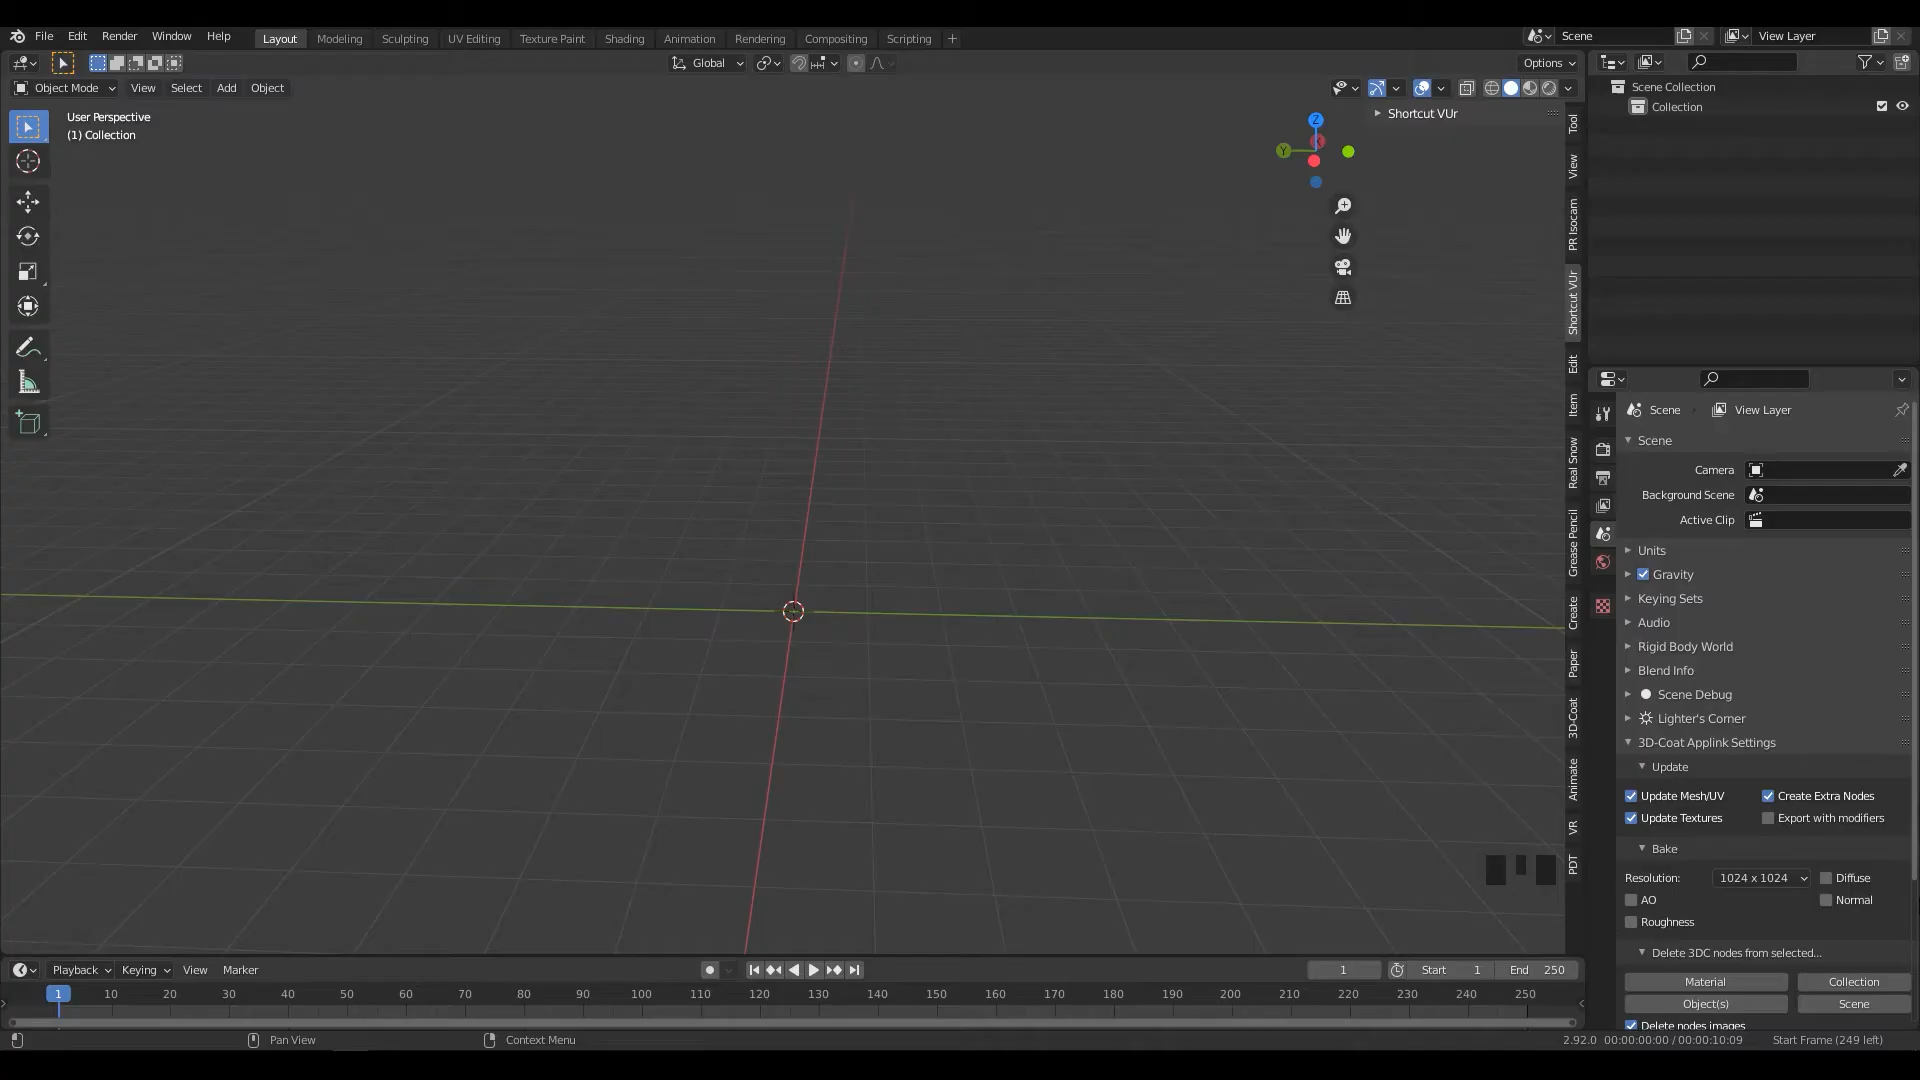 File Edit Render Window Help
Layout Modeling Sculpting UV Editing Texture Paint Shading Animation Rendering Compositing Scripting +
Scene
View Layer
Global
Options
Object Mode View Select Add Object
User Perspective
(1) Collection
Z
Y
Shortcut VUr
Tool
View
PR Isocam
Shortcut VUr
Edit
Item
Real Snow
Grease Pencil
Create
Paper
3D-Coat
Animate
VR
PDT
Scene Collection
Collection
Scene View Layer
Scene
Camera
Background Scene
Active Clip
Units
Gravity
Keying Sets
Audio
Rigid Body World
Blend Info
Scene Debug
Lighter's Corner
3D-Coat Applink Settings
Update
Update Mesh/UV Create Extra Nodes
Update Textures Export with modifiers
Bake
Resolution: 1024 x 1024 Diffuse
AO Normal
Roughness
Delete 3DC nodes from selected...
Material Collection
Object(s) Scene
Delete nodes images
Playback Keying View Marker
1 Start 1 End 250
1 10 20 30 40 50 60 70 80 90 100 110 120 130 140 150 160 170 180 190 200 210 220 230 240 250
Pan View Context Menu
2.92.0 00:00:00:00 / 00:00:10:09 Start Frame (249 left)